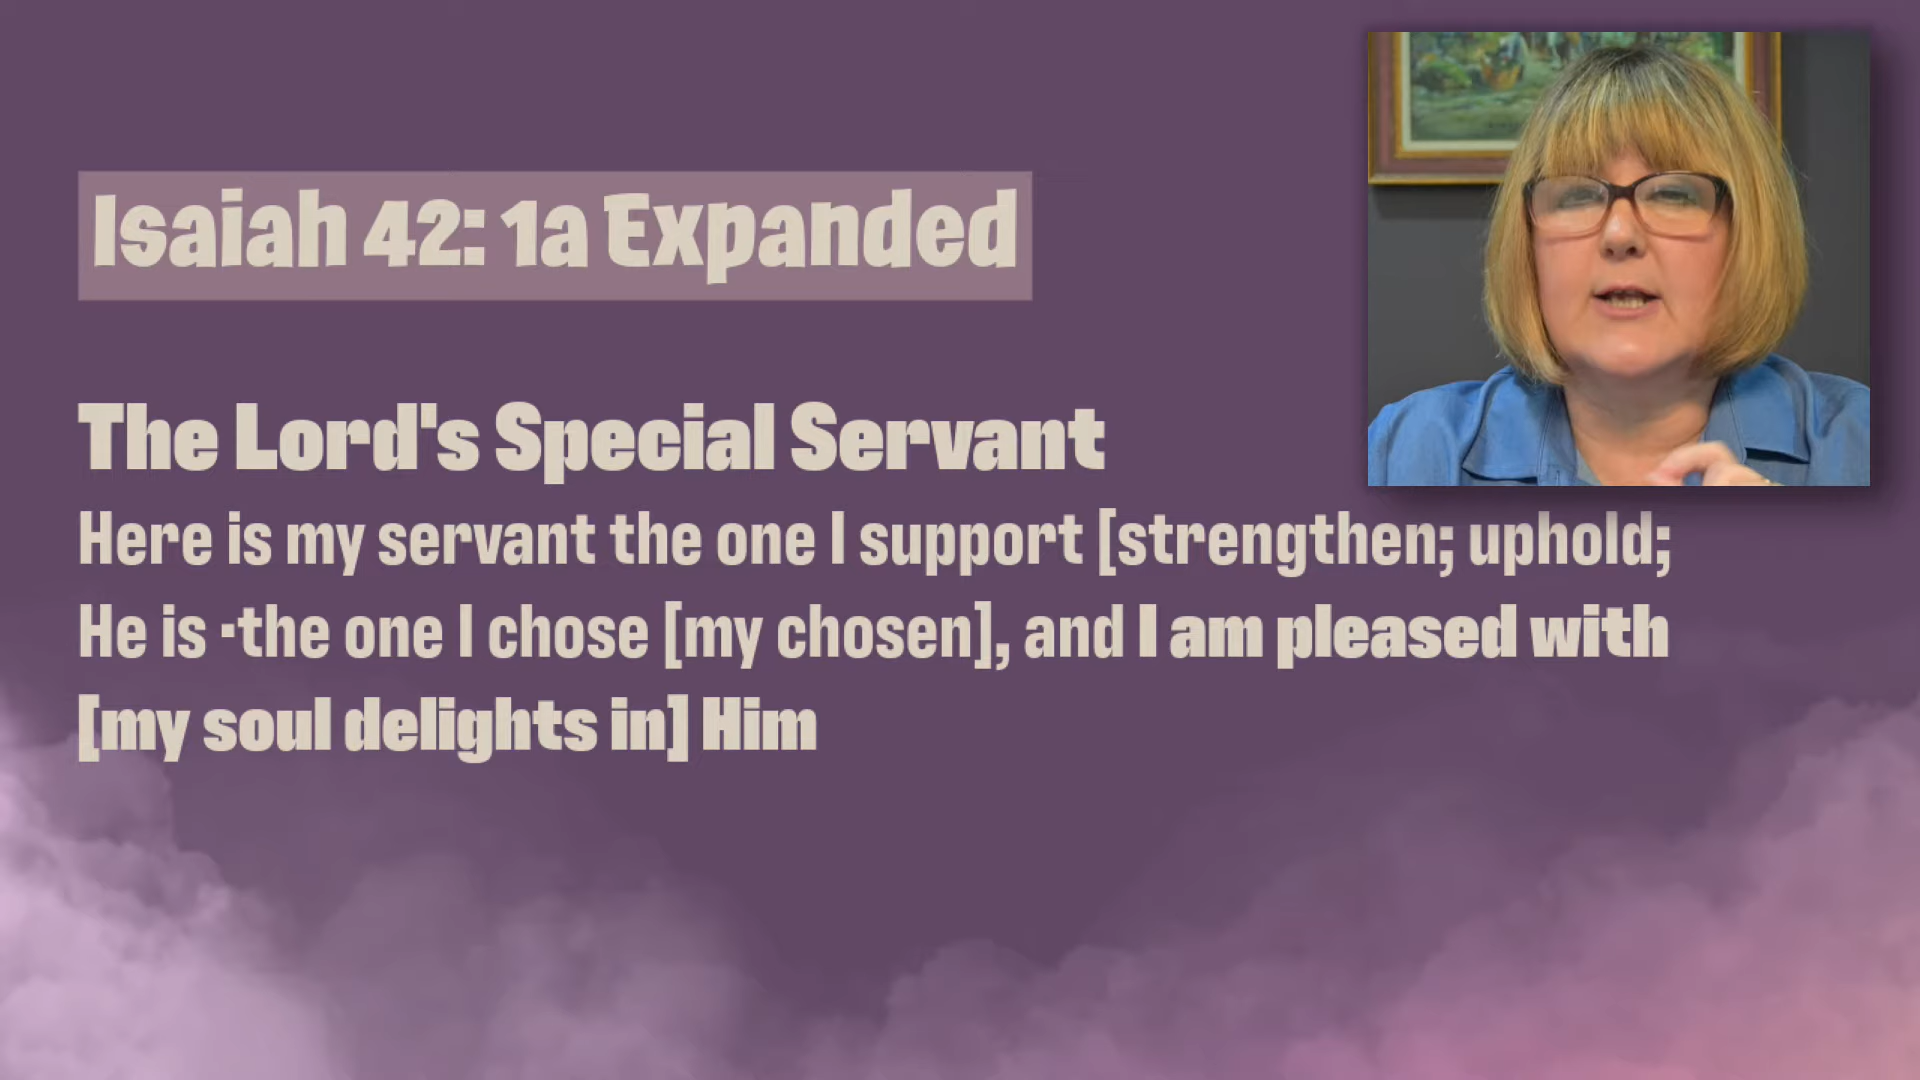 Isaiah 42: 1a Expanded
The Lord's Special Servant
Here is my servant the one I support [strengthen; uphold;
He is ·the one I chose [my chosen], and I am pleased with
[my soul delights in] Him